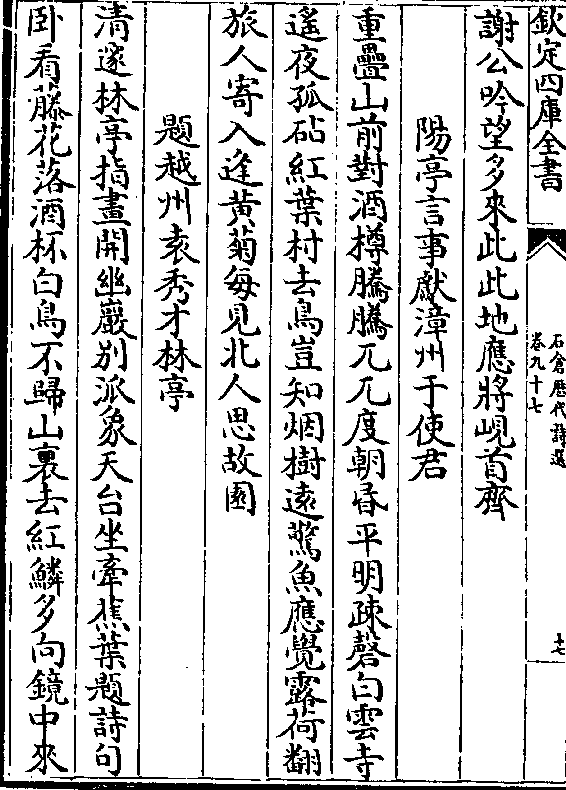 欽定四庫全書
石倉歷代詩選
卷九十七
十七
謝公吟望多來此此地應將峴首齊
陽亭言事獻漳州于使君
重疊山前對酒樽騰騰兀兀度朝昏平明疎磬白雲寺
遙夜孤砧紅葉村去鳥豈知烟樹遠驚魚應覺露荷翻
旅人寄入逢黃菊每見北人思故園
題越州袁秀才林亭
清邃林亭指畫開幽巖别派象天台坐牽蕉葉題詩句
卧看藤花落酒杯白鳥不歸山裏去紅鱗多向鏡中來